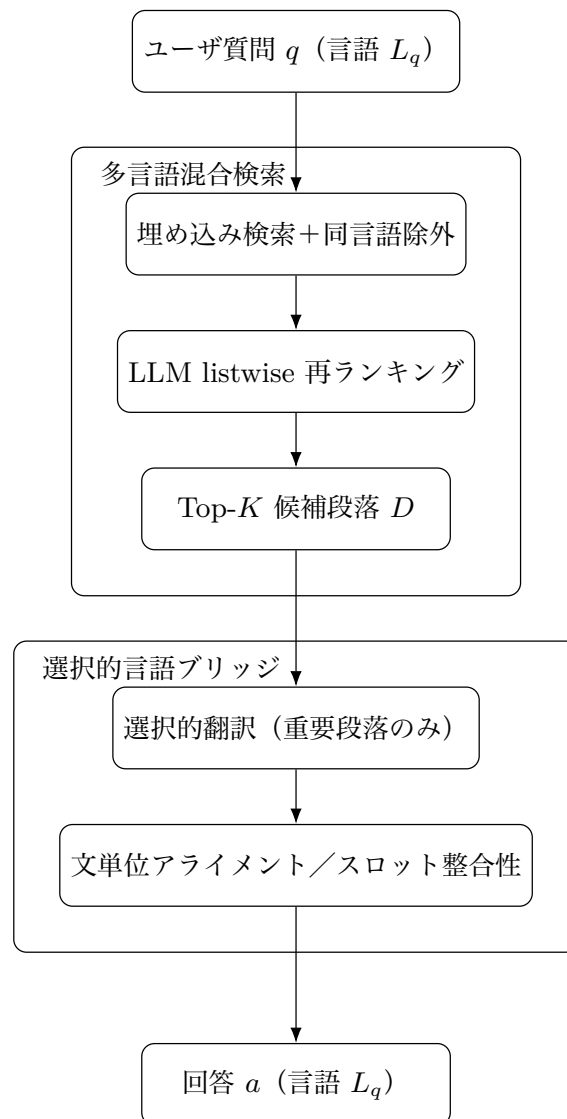 ユーザ質問 q（言語 L_q）
多言語混合検索
埋め込み検索＋同言語除外
LLM listwise 再ランキング
Top-K 候補段落 D
選択的言語ブリッジ
選択的翻訳（重要段落のみ）
文単位アライメント／スロット整合性
回答 a（言語 L_q）